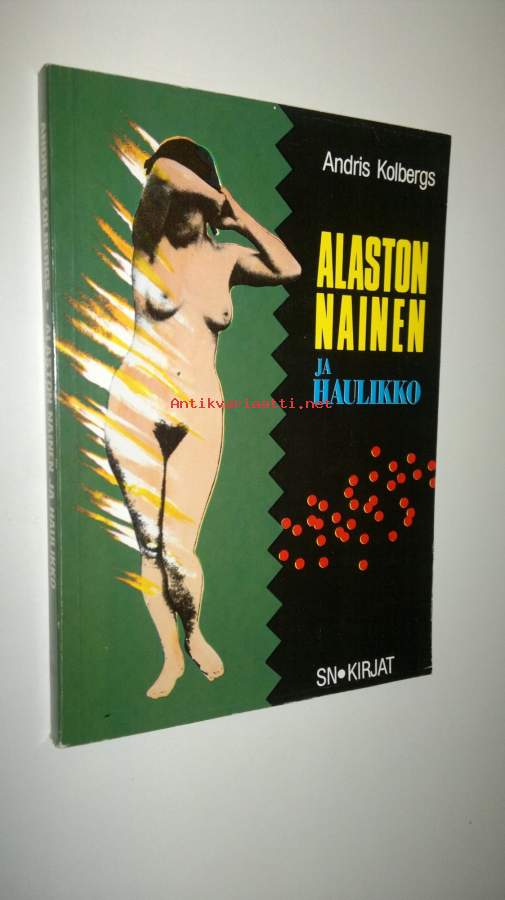 Andris Kolbergs
ALASTON
NAINEN
JA
HAULIKKO
SN•KIRJAT
ANDRIS KOLBERGS - ALASTON NAINEN JA HAULIKKO
Antikvariaatti.net